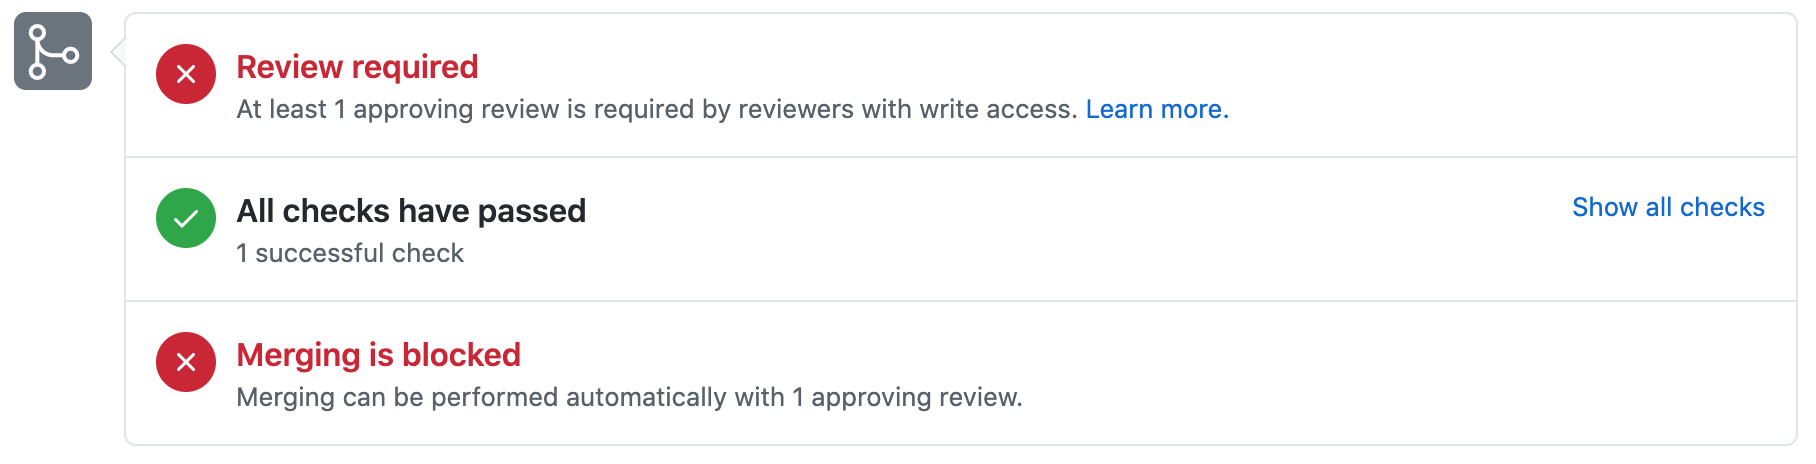 Review required
At least 1 approving review is required by reviewers with write access. Learn more.
All checks have passed
Show all checks
1 successful check
Merging is blocked
Merging can be performed automatically with 1 approving review.